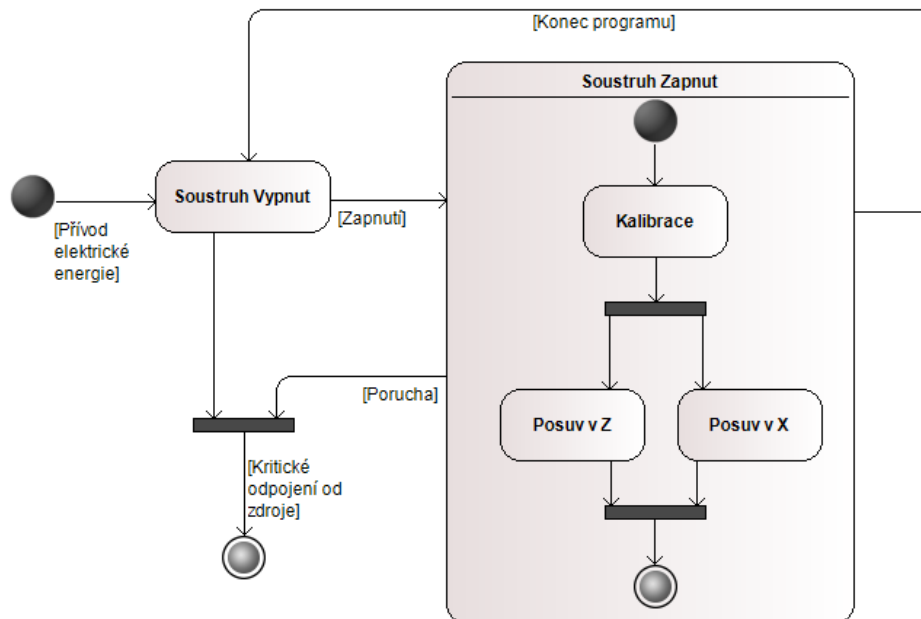 [Konec programu]
Soustruh Zapnut
Soustruh Vypnut
[Zapnutí]
Kalibrace
[Přívod
elektrické
energie]
[Porucha]
Posuv v Z
Posuv v X
[Kritické
odpojení od
zdroje]